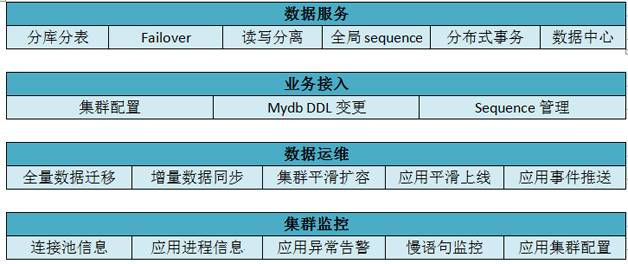 数据服务
分库分表 Failover 读写分离 全局 sequence 分布式事务 数据中心
业务接入
集群配置 Mydb DDL 变更 Sequence 管理
数据运维
全量数据迁移 增量数据同步 集群平滑扩容 应用平滑上线 应用事件推送
集群监控
连接池信息 应用进程信息 应用异常告警 慢语句监控 应用集群配置